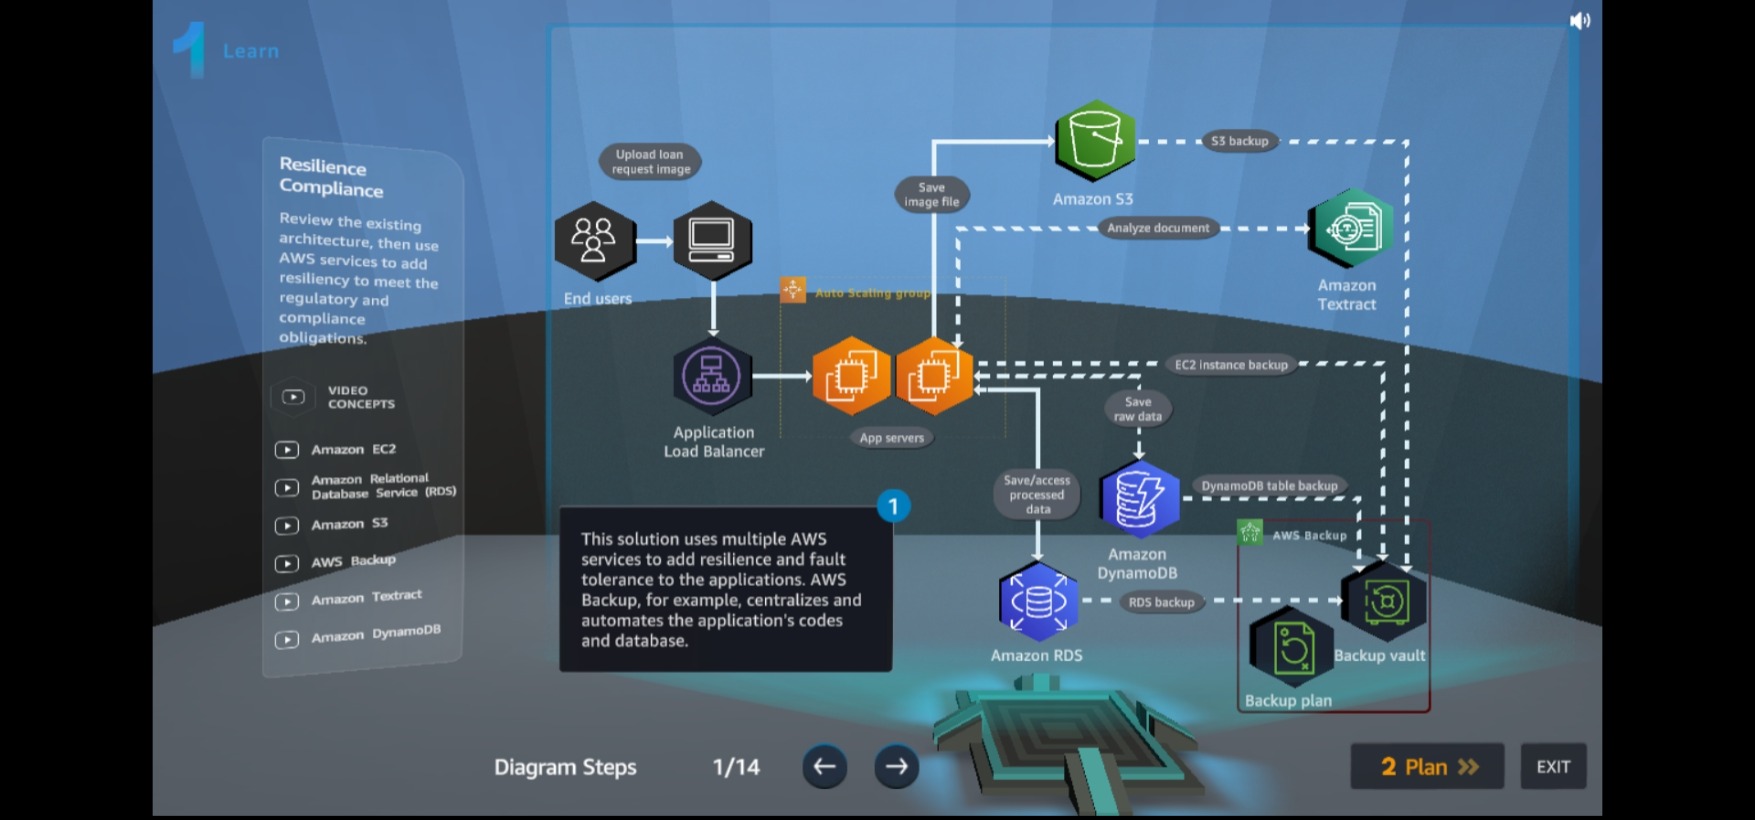 1 Learn
Resilience
Compliance
Review the existing
architecture, then use
AWS services to add
resiliency to meet the
regulatory and
compliance
obligations.
VIDEO
CONCEPTS
Amazon EC2
Amazon Relational
Database Service (RDS)
Amazon S3
AWS Backup
Amazon Textract
Amazon DynamoDB
Upload loan
request image
End users
Application
Load Balancer
Auto Scaling group
App servers
Save
image file
Amazon S3
S3 backup
Analyze document
Amazon
Textract
EC2 instance backup
Save
raw data
Save/access
processed
data
DynamoDB table backup
Amazon
DynamoDB
AWS Backup
RDS backup
Amazon RDS
Backup vault
Backup plan
1
This solution uses multiple AWS
services to add resilience and fault
tolerance to the applications. AWS
Backup, for example, centralizes and
automates the application's codes
and database.
Diagram Steps 1/14
2 Plan
EXIT